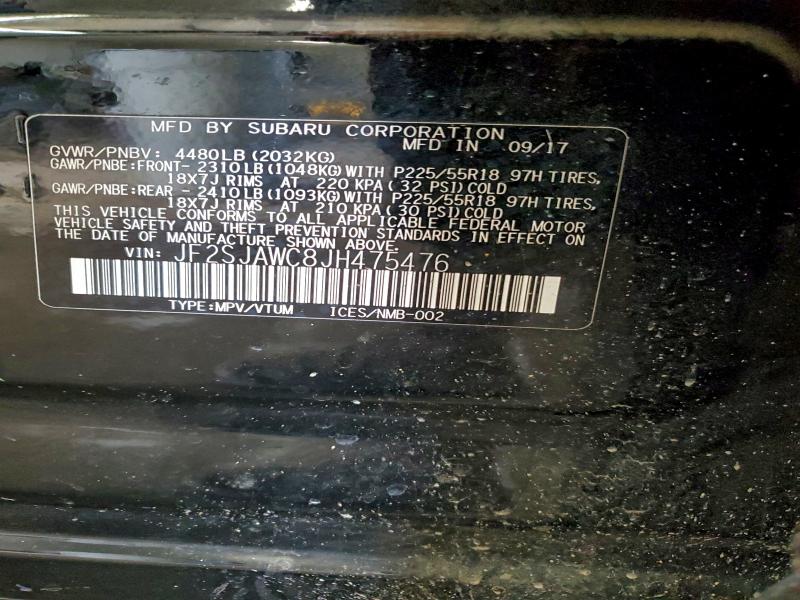 MFD BY SUBARU CORPORATION
MFD IN 09/17
GVWR/PNBV: 4480LB(2032KG)
GAWR/PNBE:FRONT- 2310LB(1048KG)WITH P225/55R18 97H TIRES,
18X7J RIMS AT 220 KPA(32 PSI)COLD
GAWR/PNBE:REAR -2410LB(1093KG)WITH P225/55R18 97H TIRES,
18X7J RIMS AT 210 KPA(30 PSI)COLD
THIS VEHICLE CONFORMS TO ALL APPLICABLE FEDERAL MOTOR
VEHICLE SAFETY AND THEFT PREVENTION STANDARDS IN EFFECT ON
THE DATE OF MANUFACTURE SHOWN ABOVE.
VIN: JF2SJAWC8JH475476
TYPE:MPV/VTUM ICES/NMB-002